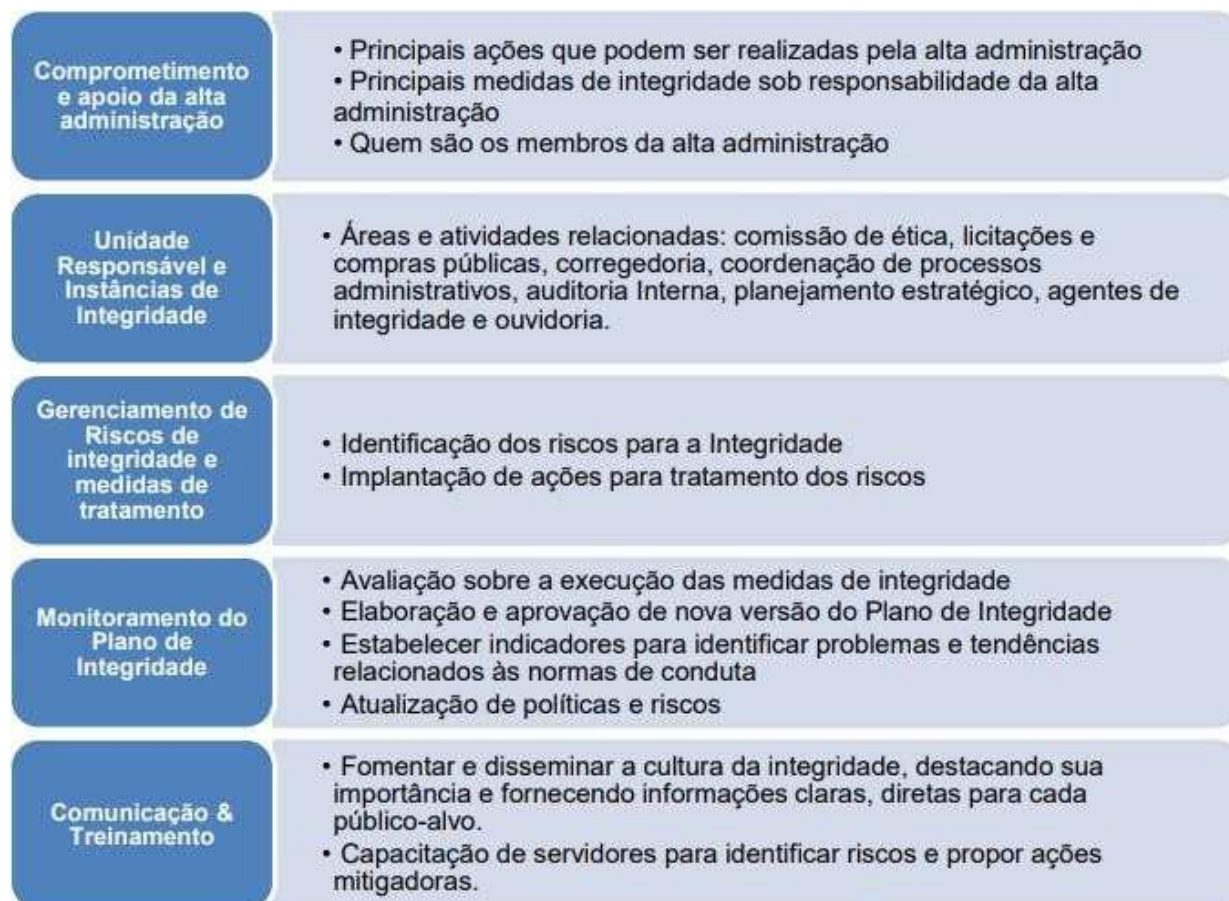 Comprometimento
e apoio da alta
administração
• Principais ações que podem ser realizadas pela alta administração
• Principais medidas de integridade sob responsabilidade da alta
administração
• Quem são os membros da alta administração
Unidade
Responsável e
Instâncias de
Integridade
• Áreas e atividades relacionadas: comissão de ética, licitações e
compras públicas, corregedoria, coordenação de processos
administrativos, auditoria Interna, planejamento estratégico, agentes de
integridade e ouvidoria.
Gerenciamento de
Riscos de
integridade e
medidas de
tratamento
• Identificação dos riscos para a Integridade
• Implantação de ações para tratamento dos riscos
Monitoramento do
Plano de
Integridade
• Avaliação sobre a execução das medidas de integridade
• Elaboração e aprovação de nova versão do Plano de Integridade
• Estabelecer indicadores para identificar problemas e tendências
relacionados às normas de conduta
• Atualização de políticas e riscos
Comunicação &
Treinamento
• Fomentar e disseminar a cultura da integridade, destacando sua
importância e fornecendo informações claras, diretas para cada
público-alvo.
• Capacitação de servidores para identificar riscos e propor ações
mitigadoras.